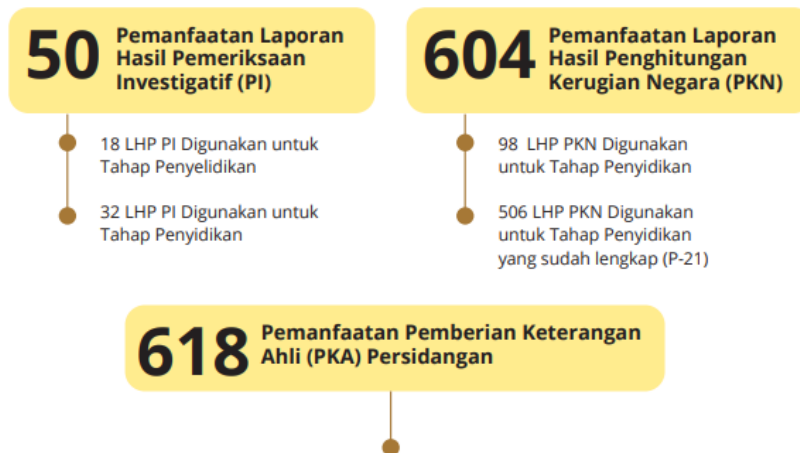 50
Pemanfaatan Laporan
Hasil Pemeriksaan
Investigatif (PI)
18 LHP PI Digunakan untuk
Tahap Penyelidikan
32 LHP PI Digunakan untuk
Tahap Penyidikan
604
Pemanfaatan Laporan
Hasil Penghitungan
Kerugian Negara (PKN)
98 LHP PKN Digunakan
untuk Tahap Penyidikan
506 LHP PKN Digunakan
untuk Tahap Penyidikan
yang sudah lengkap (P-21)
618
Pemanfaatan Pemberian Keterangan
Ahli (PKA) Persidangan